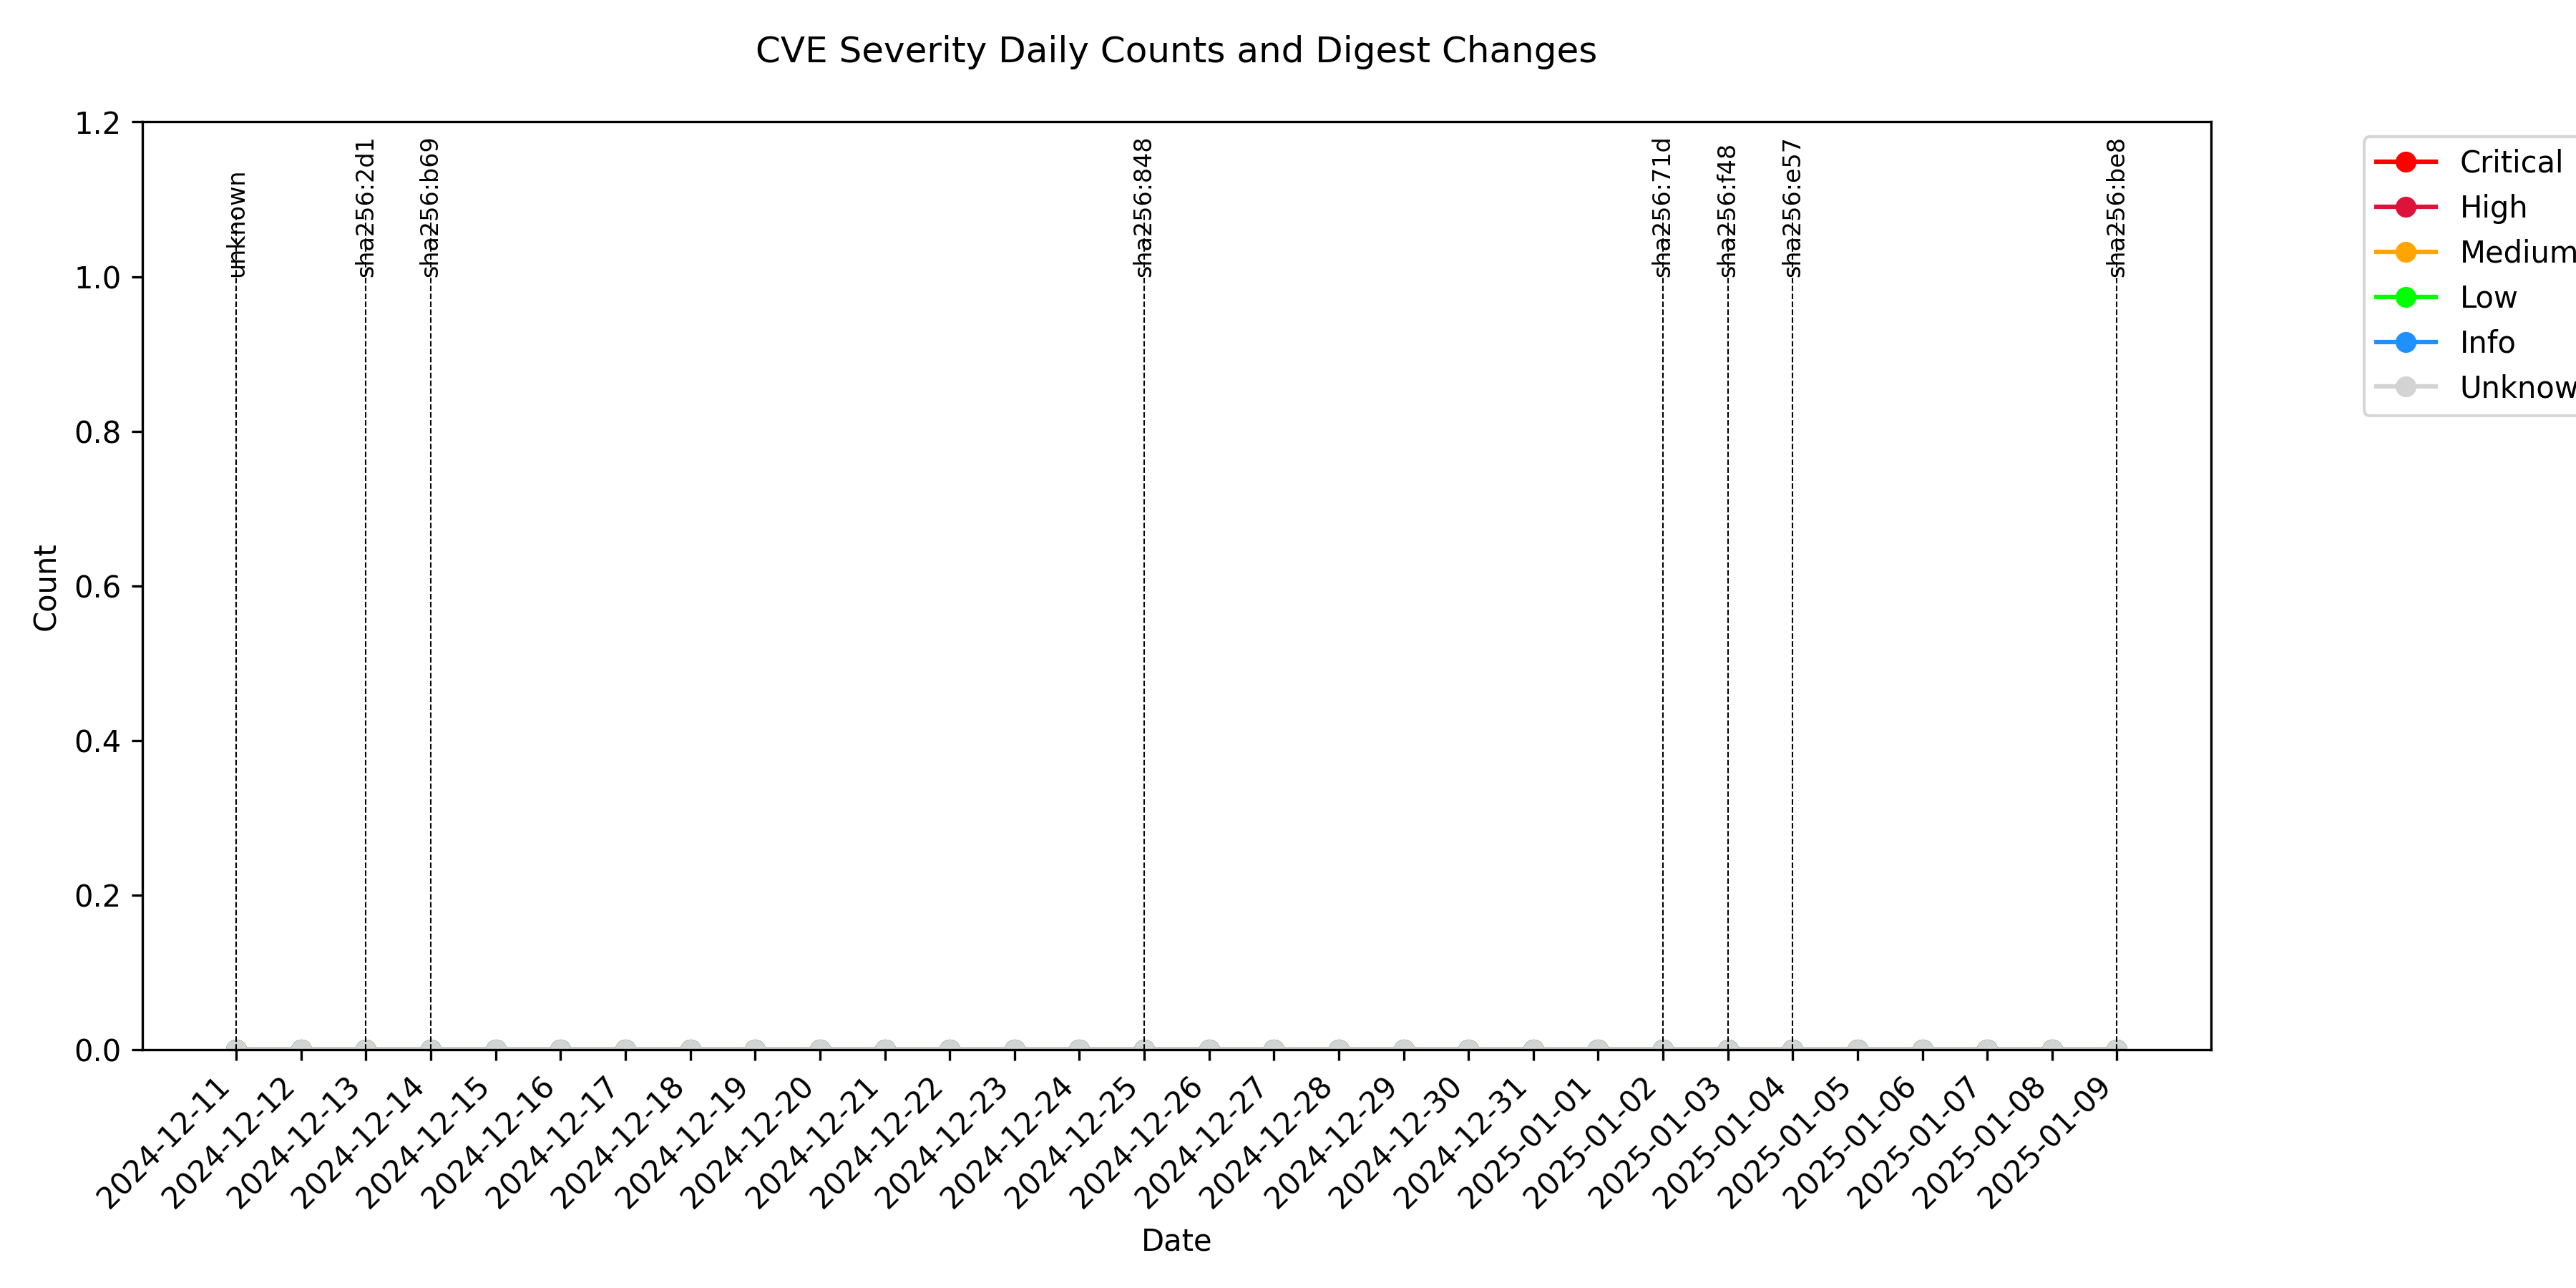 CVE Severity Daily Counts and Digest Changes
1.2
1.0
0.8
0.6
0.4
0.2
0.0
Count
unknown
sha256:2d1
sha256:b69
sha256:848
sha256:71d
sha256:f48
sha256:e57
sha256:be8
Critical
High
Medium
Low
Info
Unknow
2024-12-11
2024-12-12
2024-12-13
2024-12-14
2024-12-15
2024-12-16
2024-12-17
2024-12-18
2024-12-19
2024-12-20
2024-12-21
2024-12-22
2024-12-23
2024-12-24
2024-12-25
2024-12-26
2024-12-27
2024-12-28
2024-12-29
2024-12-30
2024-12-31
2025-01-01
2025-01-02
2025-01-03
2025-01-04
2025-01-05
2025-01-06
2025-01-07
2025-01-08
2025-01-09
Date